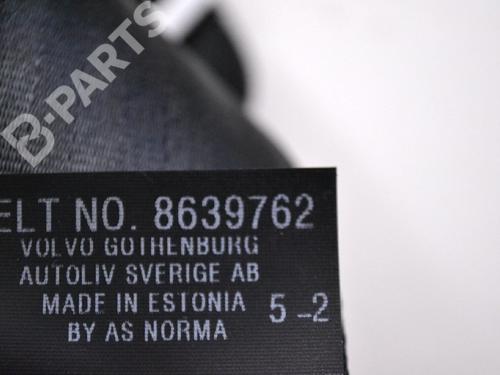 B-PARTS
ELT NO. 8639762
VOLVO GOTHENBURG
AUTOLIV SVERIGE AB
MADE IN ESTONIA 5-2
BY AS NORMA